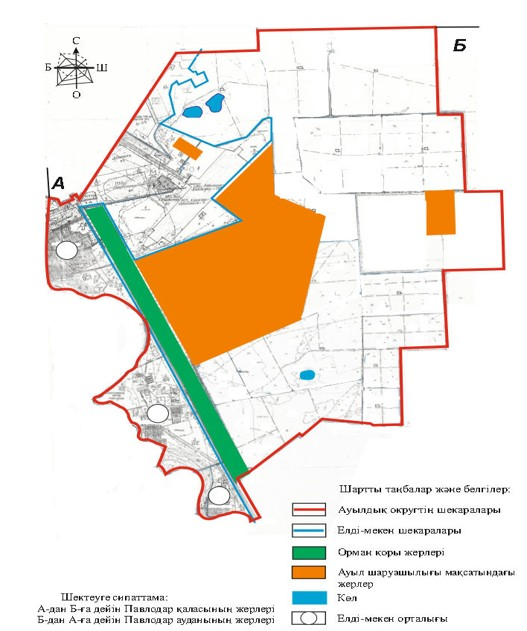 С
Б Ш
О
Б
А
Шартты таңбалар және белгілер:
Ауылдық округтің шекаралары
Елді-мекен шекаралары
Орман қоры жерлері
Ауыл шаруашылығы мақсатындағы
жерлер
Көл
Елді-мекен орталығы
Шектеуге сипаттама:
А-дан Б-ға дейін Павлодар қаласының жерлері
Б-дан А-ға дейін Павлодар ауданының жерлері